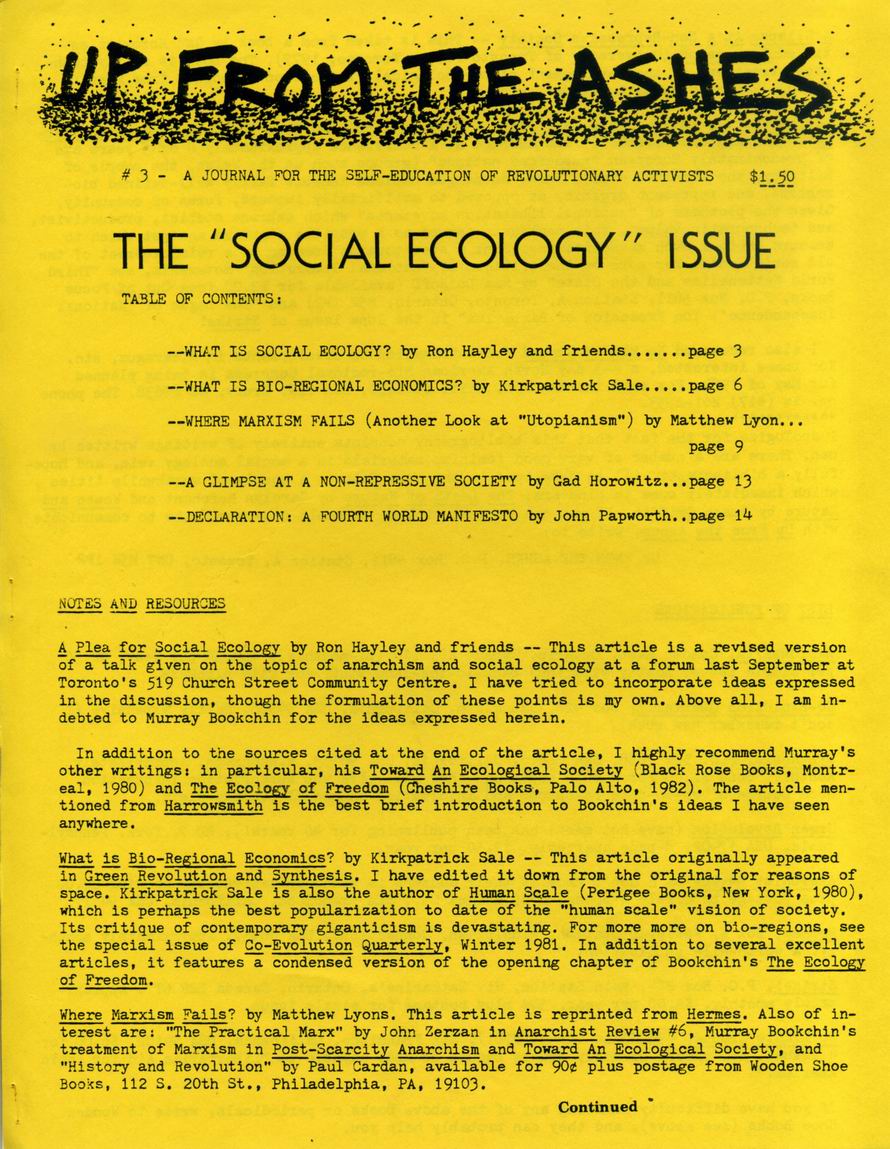 UP FROM THE ASHES
# 3 - A JOURNAL FOR THE SELF-EDUCATION OF REVOLUTIONARY ACTIVISTS $1.50
THE "SOCIAL ECOLOGY" ISSUE
TABLE OF CONTENTS:
--WHAT IS SOCIAL ECOLOGY? by Ron Hayley and friends.......page 3
--WHAT IS BIO-REGIONAL ECONOMICS? by Kirkpatrick Sale.....page 6
--WHERE MARXISM FAILS (Another Look at "Utopianism") by Matthew Lyon...
page 9
--A GLIMPSE AT A NON-REPRESSIVE SOCIETY by Gad Horowitz...page 13
--DECLARATION: A FOURTH WORLD MANIFESTO by John Papworth..page 14
NOTES AND RESOURCES
A Plea for Social Ecology by Ron Hayley and friends -- This article is a revised version
of a talk given on the topic of anarchism and social ecology at a forum last September at
Toronto's 519 Church Street Community Centre. I have tried to incorporate ideas expressed
in the discussion, though the formulation of these points is my own. Above all, I am in-
debted to Murray Bookchin for the ideas expressed herein.
In addition to the sources cited at the end of the article, I highly recommend Murray's
other writings: in particular, his Toward An Ecological Society (Black Rose Books, Montr-
eal, 1980) and The Ecology of Freedom (Cheshire Books, Palo Alto, 1982). The article men-
tioned from Harrowsmith is the best brief introduction to Bookchin's ideas I have seen
anywhere.
What is Bio-Regional Economics? by Kirkpatrick Sale -- This article originally appeared
in Green Revolution and Synthesis. I have edited it down from the original for reasons of
space. Kirkpatrick Sale is also the author of Human Scale (Perigee Books, New York, 1980),
which is perhaps the best popularization to date of the "human scale" vision of society.
Its critique of contemporary giganticism is devastating. For more more on bio-regions, see
the special issue of Co-Evolution Quarterly, Winter 1981. In addition to several excellent
articles, it features a condensed version of the opening chapter of Bookchin's The Ecology
of Freedom.
Where Marxism Fails? by Matthew Lyons. This article is reprinted from Hermes. Also of in-
terest are: "The Practical Marx" by John Zerzan in Anarchist Review #6, Murray Bookchin's
treatment of Marxism in Post-Scarcity Anarchism and Toward An Ecological Society, and
"History and Revolution" by Paul Cardan, available for 90¢ plus postage from Wooden Shoe
Books, 112 S. 20th St., Philadelphia, PA, 19103.
Continued